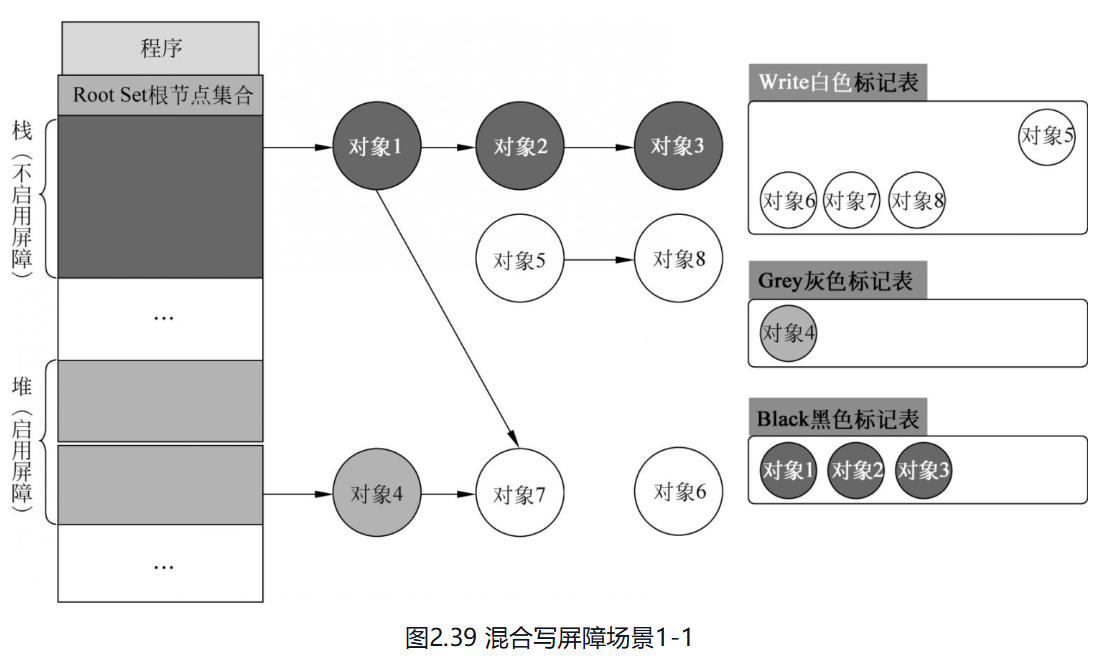 程序
Root Set根节点集合
栈（不启用屏障）
…
堆（启用屏障）
…
对象1
对象2
对象3
对象5
对象8
对象4
对象7
对象6
Write白色标记表
对象5
对象6
对象7
对象8
Grey灰色标记表
对象4
Black黑色标记表
对象1
对象2
对象3
图2.39 混合写屏障场景1-1